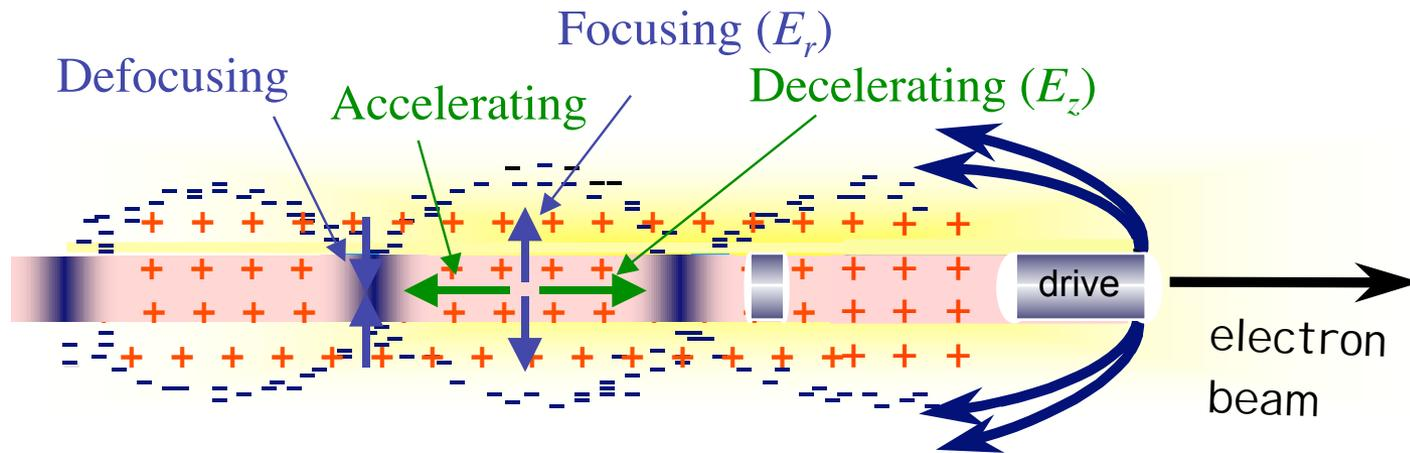 Focusing (Er)
Defocusing
Accelerating
Decelerating (Ez)
drive
electron
beam